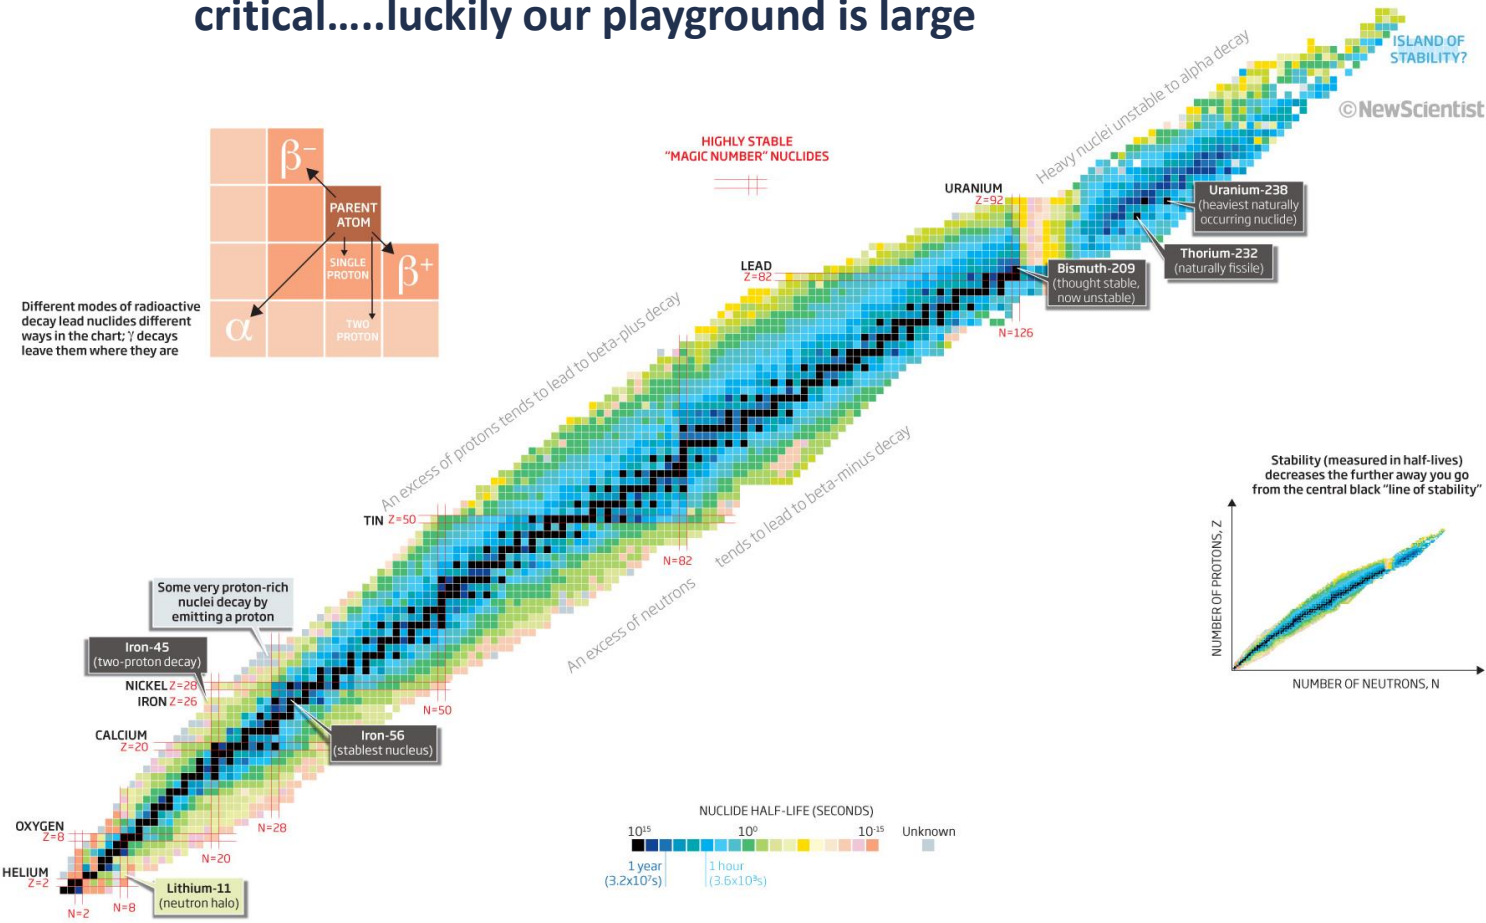 critical.....luckily our playground is large
ISLAND OF
STABILITY?
©NewScientist
Heavy nuclei unstable to alpha decay
HIGHLY STABLE
"MAGIC NUMBER" NUCLIDES
β−
PARENT
ATOM
SINGLE
PROTON
β+
α
TWO
PROTON
Different modes of radioactive
decay lead nuclides different
ways in the chart; γ decays
leave them where they are
URANIUM
Z=92
Uranium-238
(heaviest naturally
occurring nuclide)
Thorium-232
(naturally fissile)
LEAD
Z=82
Bismuth-209
(thought stable,
now unstable)
N=126
An excess of protons tends to lead to beta-plus decay
An excess of neutrons tends to lead to beta-minus decay
TIN Z=50
N=82
Stability (measured in half-lives)
decreases the further away you go
from the central black "line of stability"
NUMBER OF PROTONS, Z
NUMBER OF NEUTRONS, N
Some very proton-rich
nuclei decay by
emitting a proton
Iron-45
(two-proton decay)
NICKEL Z=28
IRON Z=26
N=50
Iron-56
(stablest nucleus)
CALCIUM
Z=20
N=28
OXYGEN
Z=8
N=20
HELIUM
Z=2
Lithium-11
(neutron halo)
N=2
N=8
NUCLIDE HALF-LIFE (SECONDS)
10¹⁵ 10⁰ 10⁻¹⁵ Unknown
1 year
(3.2x10⁷s)
1 hour
(3.6x10³s)